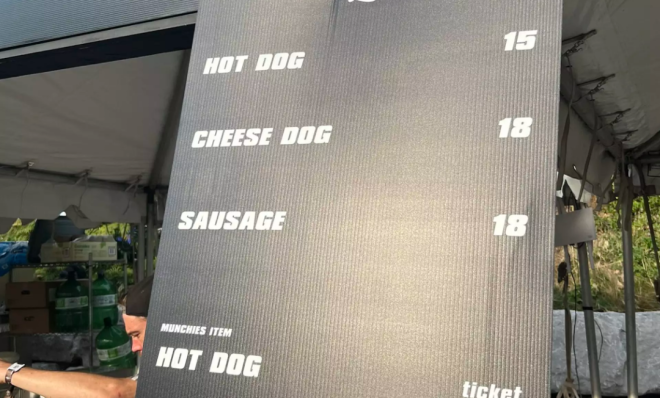 HOT DOG 15
CHEESE DOG 18
SAUSAGE 18
MUNCHIES ITEM
HOT DOG
ticket